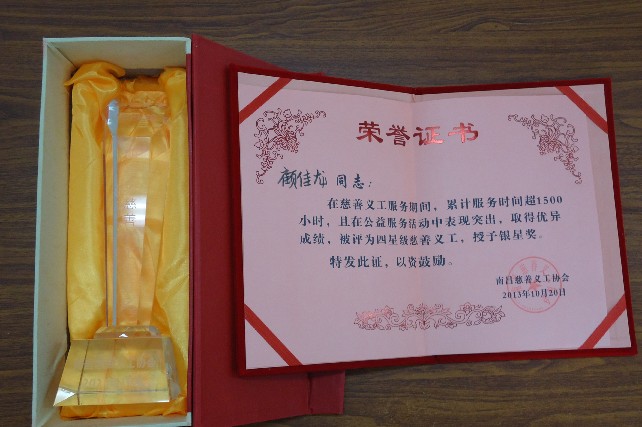 荣誉证书
顾佳龙 同志：
在慈善义工服务期间，累计服务时间超1500
小时，且在公益服务活动中表现突出，取得优异
成绩，被评为四星级慈善义工，授予银星奖。
特发此证，以资鼓励。
南昌慈善义工协会
2013年10月20日